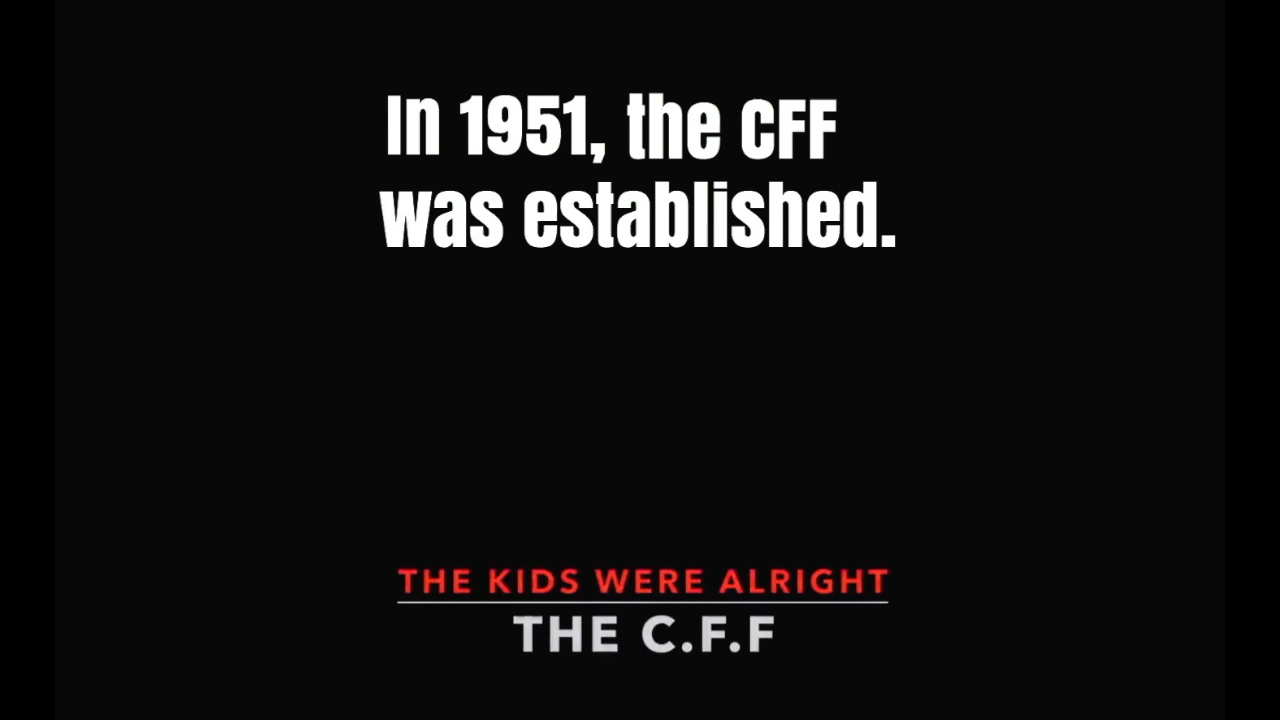 In 1951, the CFF
was established.
THE KIDS WERE ALRIGHT
THE C.F.F